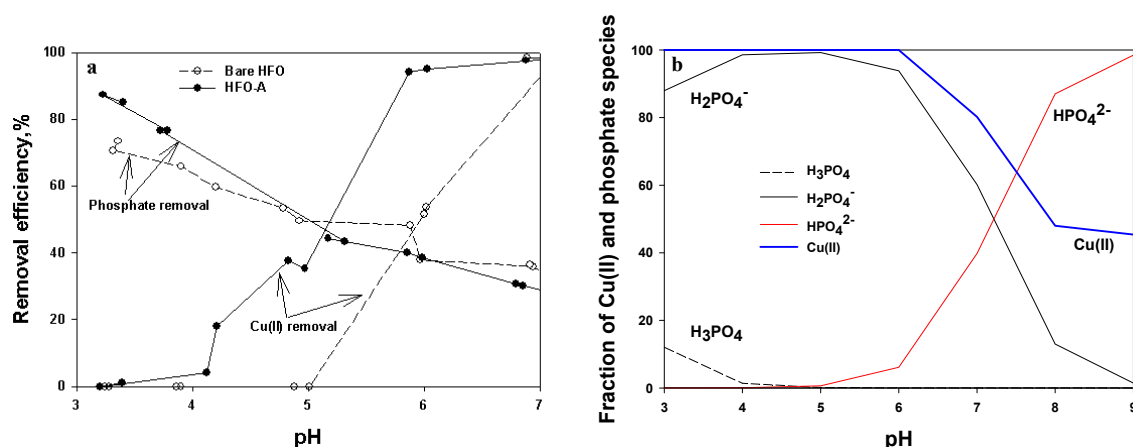 a
Bare HFO
HFO-A
Phosphate removal
Cu(II) removal
Removal efficiency,%
100
80
60
40
20
0
3
4
5
6
7
pH
b
H₂PO₄⁻
HPO₄²⁻
H₃PO₄
H₂PO₄⁻
HPO₄²⁻
Cu(II)
Cu(II)
H₃PO₄
Fraction of Cu(II) and phosphate species
100
80
60
40
20
0
3
4
5
6
7
8
9
pH